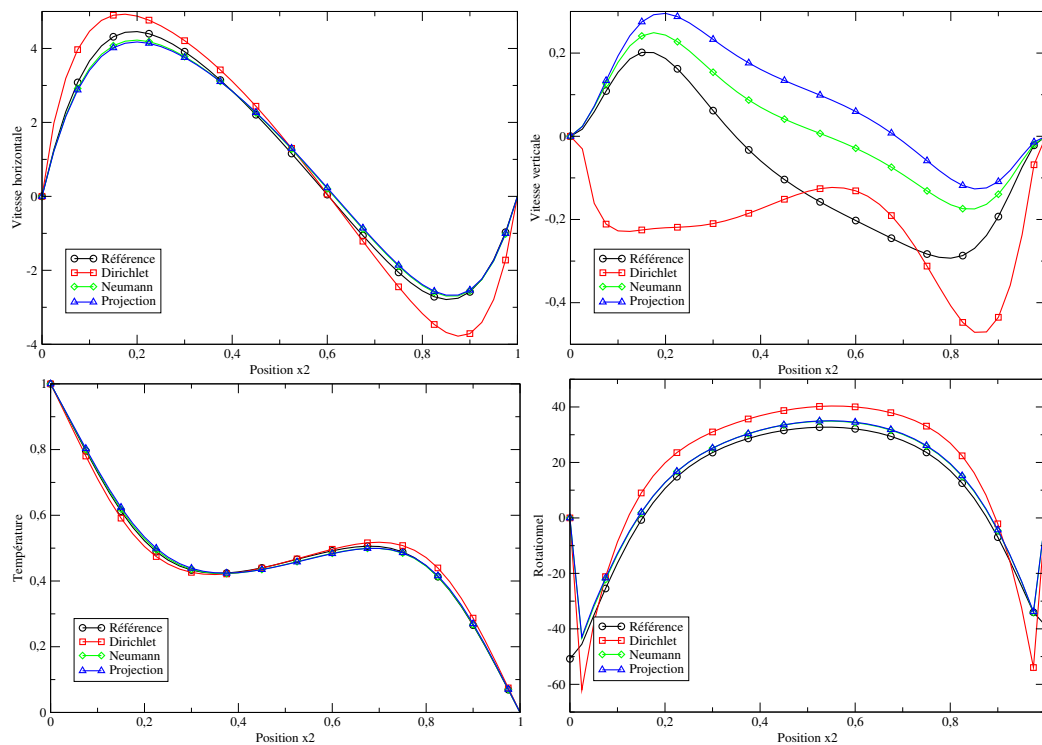 4
2
0
-2
-4
Vitesse horizontale
Référence
Dirichlet
Neumann
Projection
0
0,2
0,4
0,6
0,8
1
Position x2
0,2
0
-0,2
-0,4
Vitesse verticale
Référence
Dirichlet
Neumann
Projection
0
0,2
0,4
0,6
0,8
Position x2
1
0,8
0,6
0,4
0,2
0
Température
Référence
Dirichlet
Neumann
Projection
0
0,2
0,4
0,6
0,8
1
Position x2
40
20
0
-20
-40
-60
Rotationnel
Référence
Dirichlet
Neumann
Projection
0
0,2
0,4
0,6
0,8
Position x2